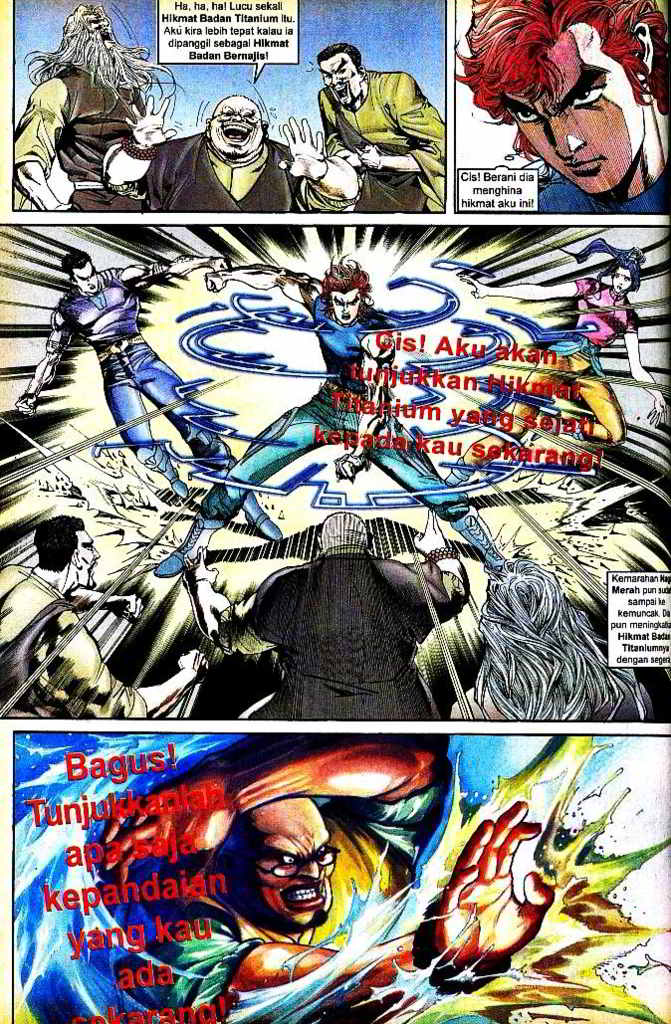 Ha, ha, ha! Lucu sekali
Hikmat Badan Titanium itu.
Aku kira lebih tepat kalau ia
dipanggil sebagai Hikmat
Badan Bernajis!
Cis! Berani dia
menghina
hikmat aku ini!
Cis! Aku akan
tunjukkan Hikmat
Titanium yang sejati
kepada kau sekarang!
Kemarahan
Merah pun
sampai ke
kemuncak.
pun meningkatkan
Hikmat Badan
Titaniumnya
dengan segera
Bagus!
Tunjukkanlah
apa saja
kepandaian
yang kau
ada
sekarang!